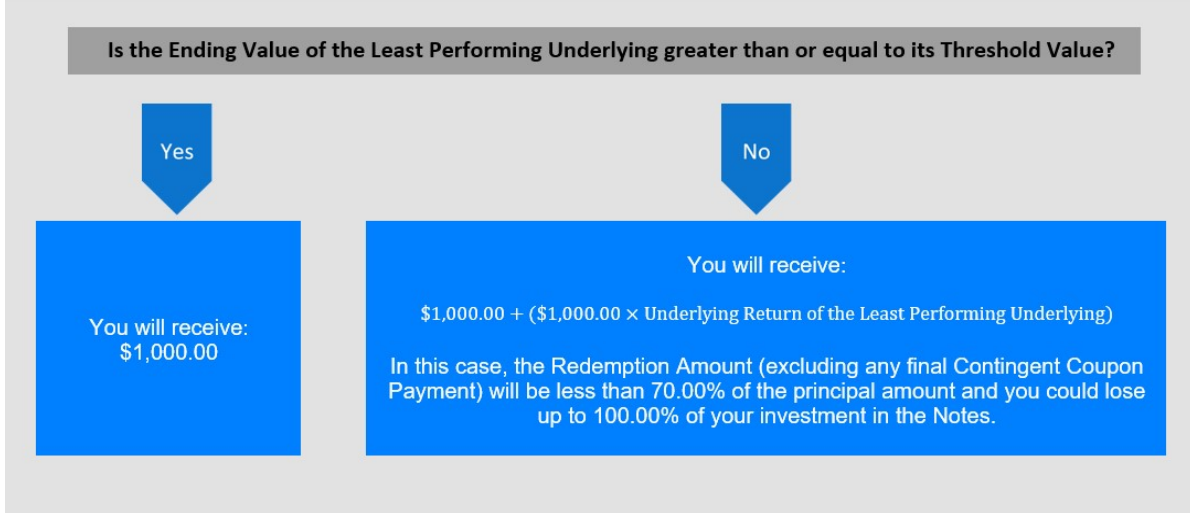 Is the Ending Value of the Least Performing Underlying greater than or equal to its Threshold Value?
Yes
No
You will receive:
$1,000.00
You will receive:
$1,000.00 + ($1,000.00 × Underlying Return of the Least Performing Underlying)
In this case, the Redemption Amount (excluding any final Contingent Coupon
Payment) will be less than 70.00% of the principal amount and you could lose
up to 100.00% of your investment in the Notes.